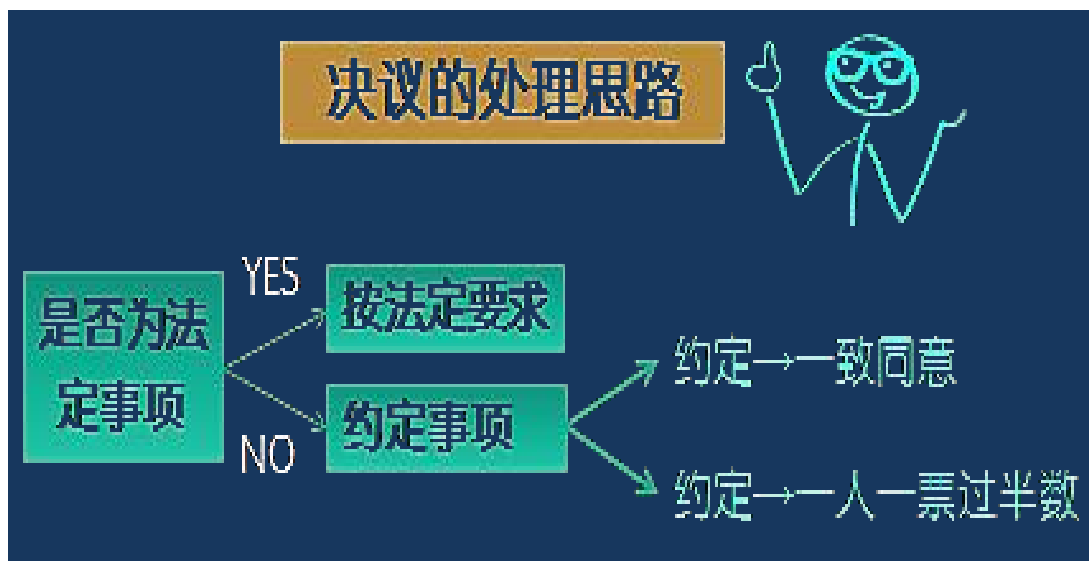 决议的处理思路
YES
是否为法
定事项
按法定要求
NO
约定事项
约定→一致同意
约定→一人一票过半数